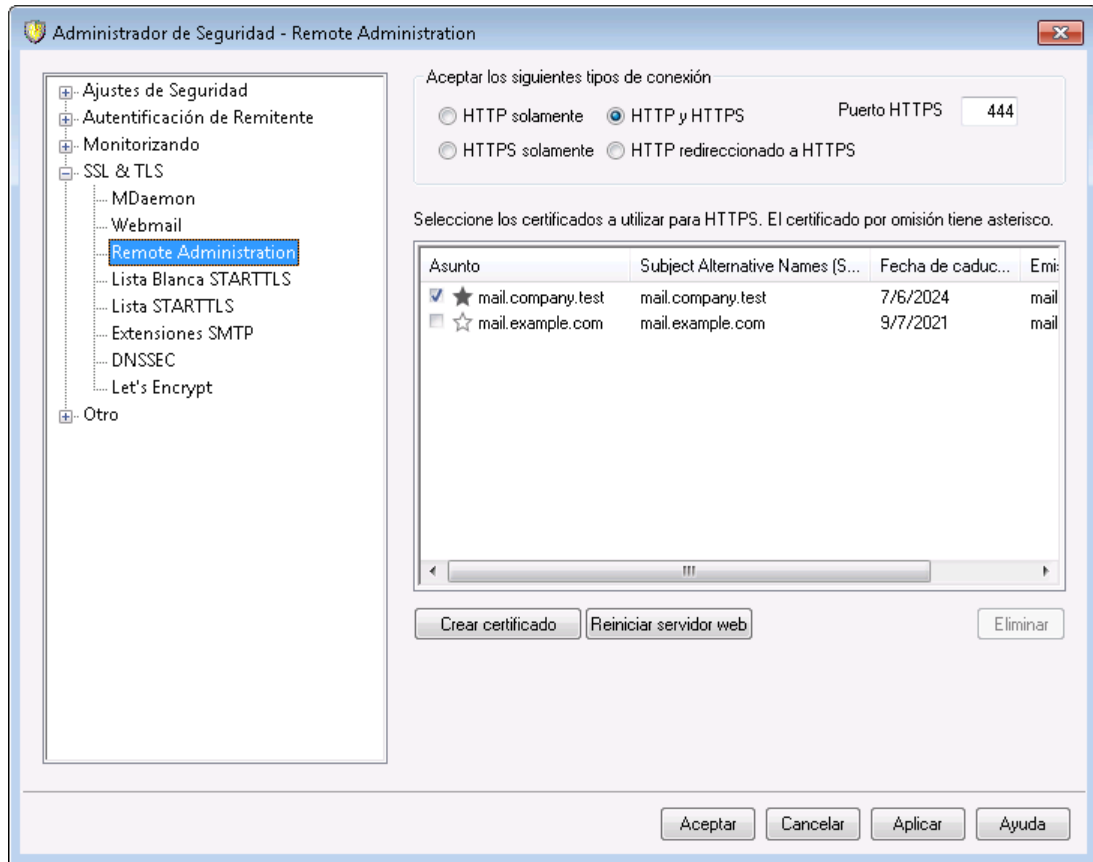 Administrador de Seguridad - Remote Administration
Ajustes de Seguridad
Autentificación de Remitente
Monitorizando
SSL & TLS
MDaemon
Webmail
Remote Administration
Lista Blanca STARTTLS
Lista STARTTLS
Extensiones SMTP
DNSSEC
Let's Encrypt
Otro
Aceptar los siguientes tipos de conexión
HTTP solamente HTTP y HTTPS Puerto HTTPS 444
HTTPS solamente HTTP redireccionado a HTTPS
Seleccione los certificados a utilizar para HTTPS. El certificado por omisión tiene asterisco.
Asunto Subject Alternative Names (S... Fecha de caduc... Emi
mail.company.test mail.company.test 7/6/2024 mail
mail.example.com mail.example.com 9/7/2021 mail
Crear certificado Reiniciar servidor web Eliminar
Aceptar Cancelar Aplicar Ayuda